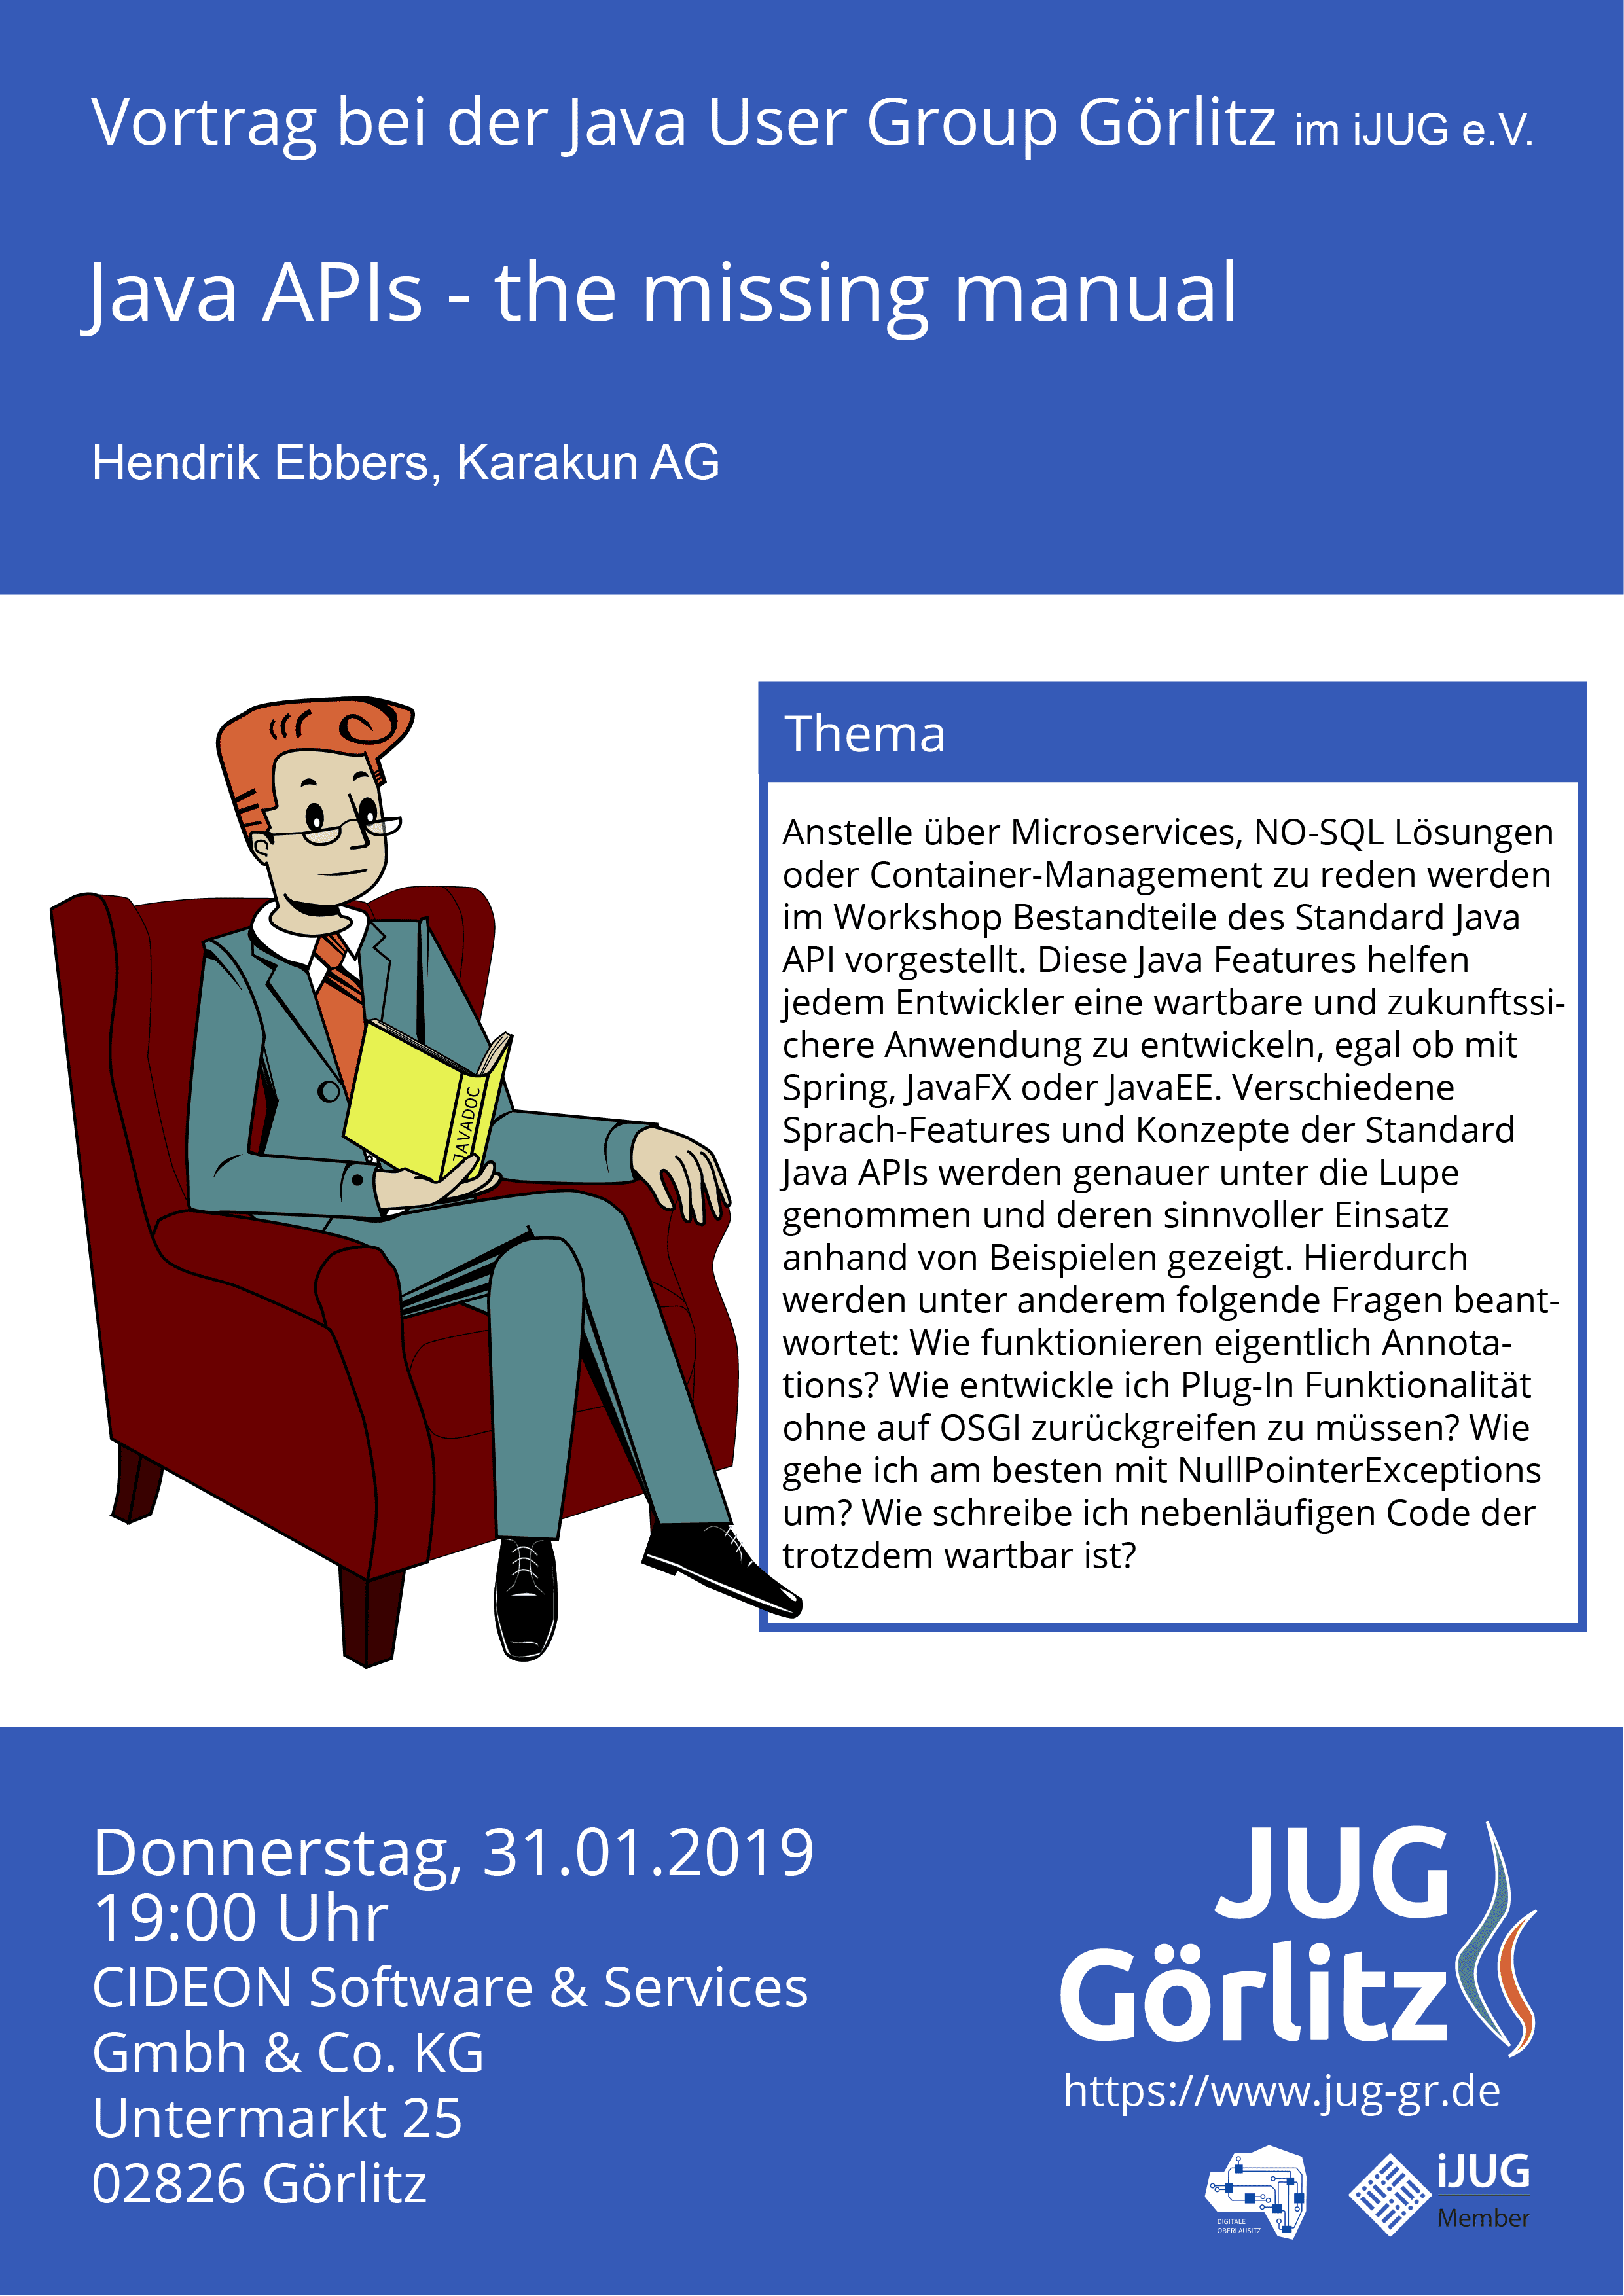 Vortrag bei der Java User Group Görlitz im iJUG e.V.
Java APIs - the missing manual
Hendrik Ebbers, Karakun AG
JAVADOC
Thema
Anstelle über Microservices, NO-SQL Lösungen
oder Container-Management zu reden werden
im Workshop Bestandteile des Standard Java
API vorgestellt. Diese Java Features helfen
jedem Entwickler eine wartbare und zukunftssi-
chere Anwendung zu entwickeln, egal ob mit
Spring, JavaFX oder JavaEE. Verschiedene
Sprach-Features und Konzepte der Standard
Java APIs werden genauer unter die Lupe
genommen und deren sinnvoller Einsatz
anhand von Beispielen gezeigt. Hierdurch
werden unter anderem folgende Fragen beant-
wortet: Wie funktionieren eigentlich Annota-
tions? Wie entwickle ich Plug-In Funktionalität
ohne auf OSGI zurückgreifen zu müssen? Wie
gehe ich am besten mit NullPointerExceptions
um? Wie schreibe ich nebenläufigen Code der
trotzdem wartbar ist?
Donnerstag, 31.01.2019
19:00 Uhr
CIDEON Software & Services
Gmbh & Co. KG
Untermarkt 25
02826 Görlitz
JUG
Görlitz
https://www.jug-gr.de
DIGITALE
OBERLAUSITZ
iJUG
Member